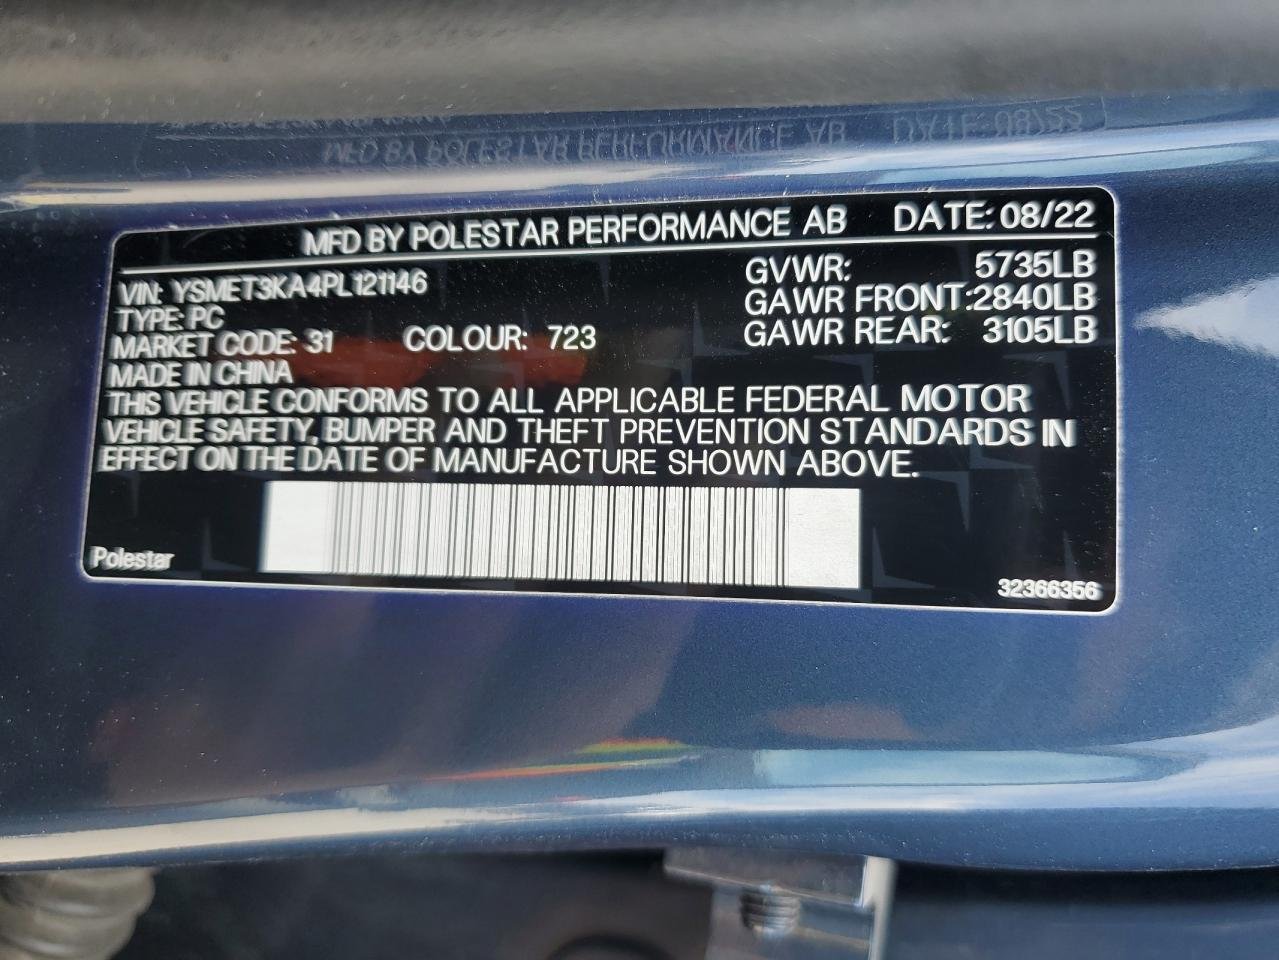 MFD BY POLESTAR PERFORMANCE AB DATE: 08/22
VIN: YSMET3KA4PL121146
TYPE: PC
MARKET CODE: 31 COLOUR: 723
GVWR: 5735LB
GAWR FRONT:2840LB
GAWR REAR: 3105LB
MADE IN CHINA
THIS VEHICLE CONFORMS TO ALL APPLICABLE FEDERAL MOTOR
VEHICLE SAFETY, BUMPER AND THEFT PREVENTION STANDARDS IN
EFFECT ON THE DATE OF MANUFACTURE SHOWN ABOVE.
Polestar
32366356